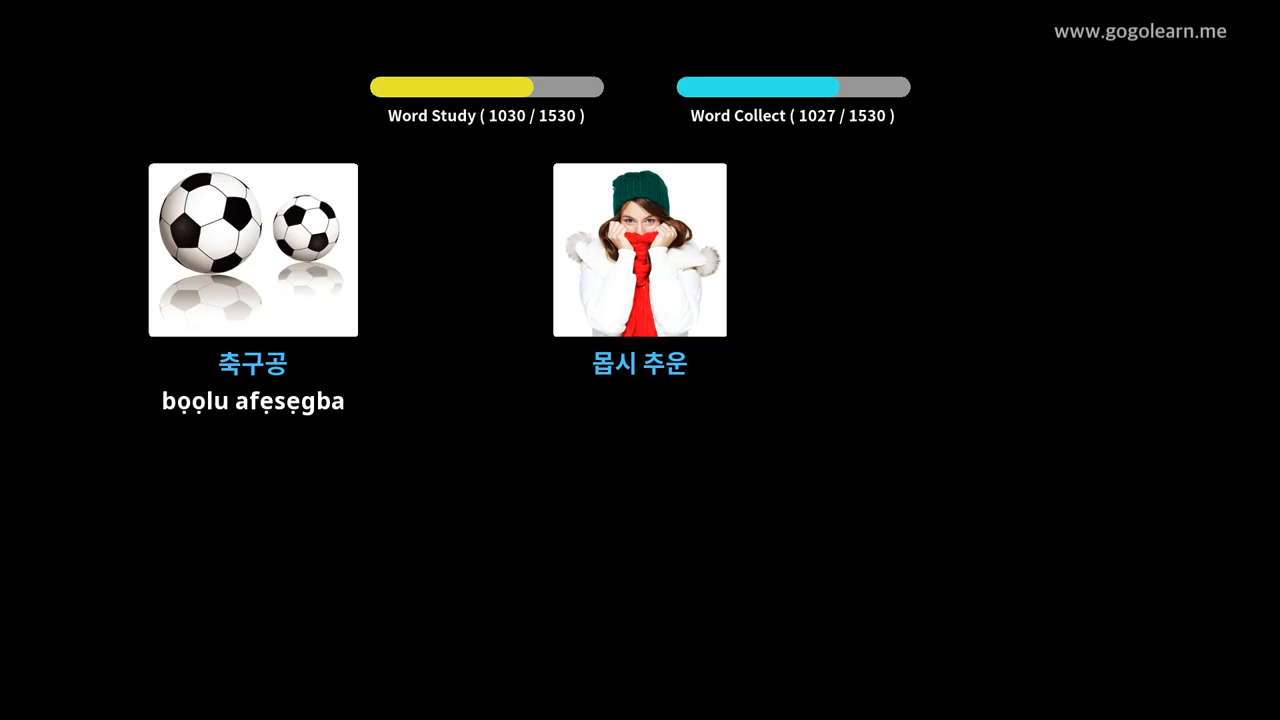 www.gogolearn.me
Word Study ( 1030 / 1530 )
Word Collect ( 1027 / 1530 )
축구공
bọọlu afẹsẹgba
몹시 추운